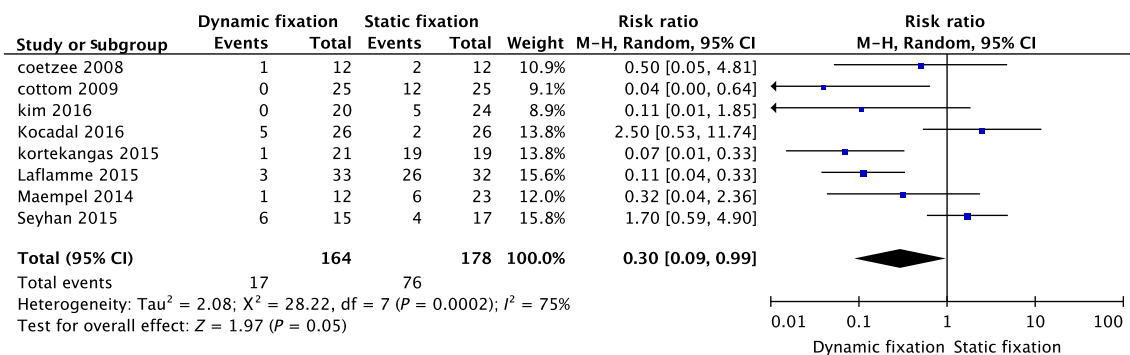 Dynamic fixation Static fixation Risk ratio Risk ratio
Study or subgroup Events Total Events Total Weight M–H, Random, 95% CI M–H, Random, 95% CI
coetzee 2008 1 12 2 12 10.9% 0.50 [0.05, 4.81]
cottom 2009 0 25 12 25 9.1% 0.04 [0.00, 0.64]
kim 2016 0 20 5 24 8.9% 0.11 [0.01, 1.85]
Kocadal 2016 5 26 2 26 13.8% 2.50 [0.53, 11.74]
kortekangas 2015 1 21 19 19 13.8% 0.07 [0.01, 0.33]
Laflamme 2015 3 33 26 32 15.6% 0.11 [0.04, 0.33]
Maempel 2014 1 12 6 23 12.0% 0.32 [0.04, 2.36]
Seyhan 2015 6 15 4 17 15.8% 1.70 [0.59, 4.90]
Total (95% CI) 164 178 100.0% 0.30 [0.09, 0.99]
Total events 17 76
Heterogeneity: Tau² = 2.08; X² = 28.22, df = 7 (P = 0.0002); I² = 75%
Test for overall effect: Z = 1.97 (P = 0.05)
0.01 0.1 1 10 100
Dynamic fixation Static fixation